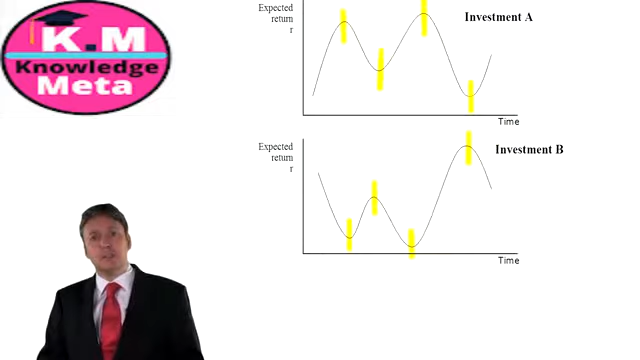 K.M
Knowledge
Meta
Expected
return
r
Investment A
Time
Expected
return
r
Investment B
Time